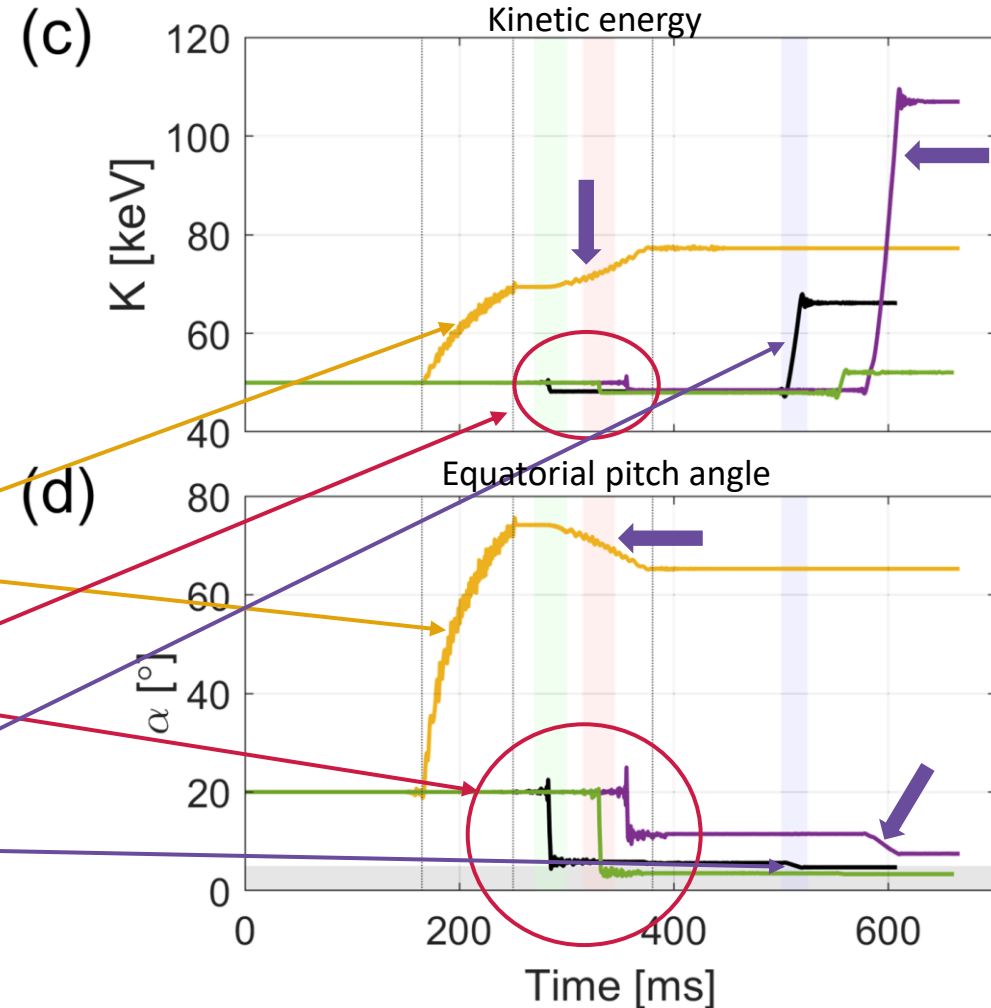 (c)
Kinetic energy
120
100
80
60
40
K [keV]
(d)
Equatorial pitch angle
80
60
40
20
0
α [°]
0 200 400 600
Time [ms]